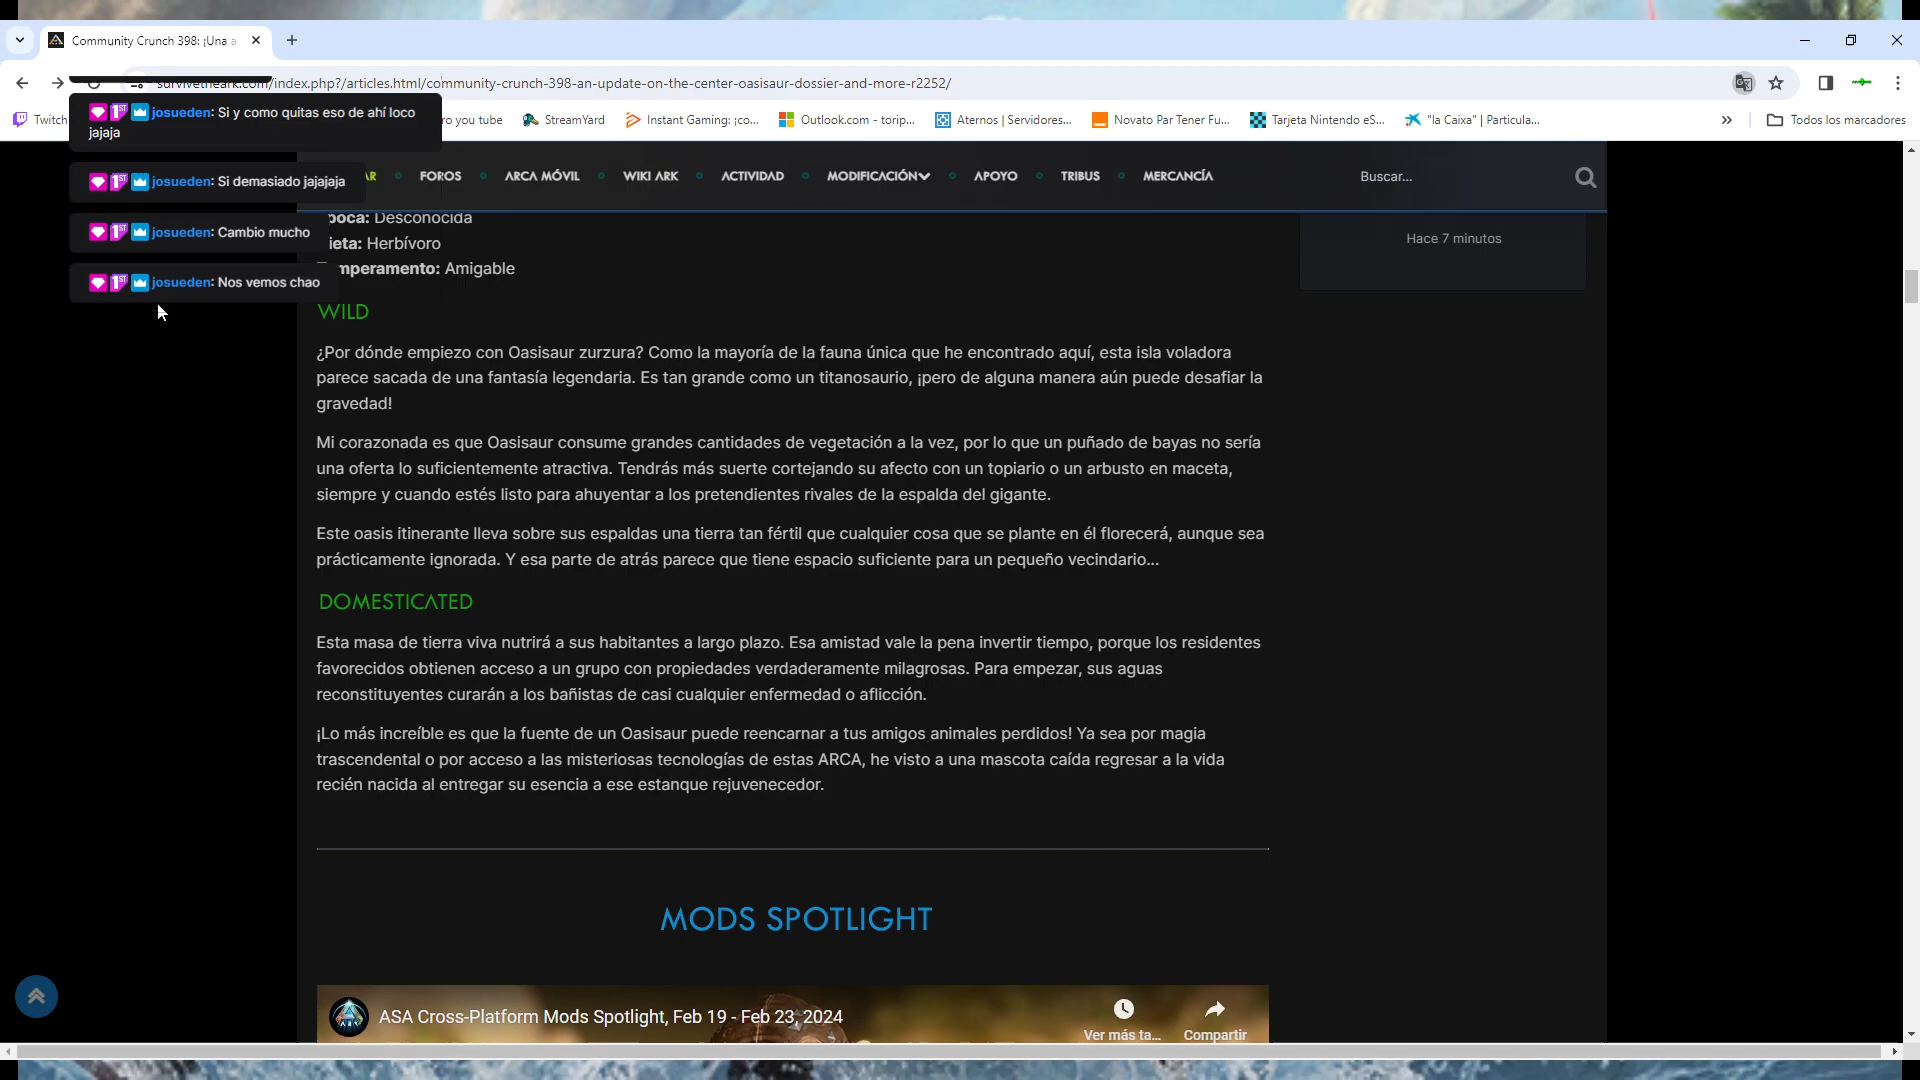 Community Crunch 398: ¡Una a
survivetheark.com/index.php?/articles.html/community-crunch-398-an-update-on-the-center-oasisaur-dossier-and-more-r2252/
Twitch
ro you tube
StreamYard
Instant Gaming: ¡co...
Outlook.com - torip...
Aternos | Servidores...
Novato Par Tener Fu...
Tarjeta Nintendo eS...
"la Caixa" | Particula...
»
Todos los marcadores
josueden: Si y como quitas eso de ahí loco
jajaja
josueden: Si demasiado jajajaja
josueden: Cambio mucho
josueden: Nos vemos chao
AR
FOROS
ARCA MÓVIL
WIKI ARK
ACTIVIDAD
MODIFICACIÓN
APOYO
TRIBUS
MERCANCÍA
Buscar...
poca: Desconocida
ieta: Herbívoro
mperamento: Amigable
Hace 7 minutos
WILD
¿Por dónde empiezo con Oasisaur zurzura? Como la mayoría de la fauna única que he encontrado aquí, esta isla voladora
parece sacada de una fantasía legendaria. Es tan grande como un titanosaurio, ¡pero de alguna manera aún puede desafiar la
gravedad!
Mi corazonada es que Oasisaur consume grandes cantidades de vegetación a la vez, por lo que un puñado de bayas no sería
una oferta lo suficientemente atractiva. Tendrás más suerte cortejando su afecto con un topiario o un arbusto en maceta,
siempre y cuando estés listo para ahuyentar a los pretendientes rivales de la espalda del gigante.
Este oasis itinerante lleva sobre sus espaldas una tierra tan fértil que cualquier cosa que se plante en él florecerá, aunque sea
prácticamente ignorada. Y esa parte de atrás parece que tiene espacio suficiente para un pequeño vecindario...
DOMESTICATED
Esta masa de tierra viva nutrirá a sus habitantes a largo plazo. Esa amistad vale la pena invertir tiempo, porque los residentes
favorecidos obtienen acceso a un grupo con propiedades verdaderamente milagrosas. Para empezar, sus aguas
reconstituyentes curarán a los bañistas de casi cualquier enfermedad o aflicción.
¡Lo más increíble es que la fuente de un Oasisaur puede reencarnar a tus amigos animales perdidos! Ya sea por magia
trascendental o por acceso a las misteriosas tecnologías de estas ARCA, he visto a una mascota caída regresar a la vida
recién nacida al entregar su esencia a ese estanque rejuvenecedor.
MODS SPOTLIGHT
ASA Cross-Platform Mods Spotlight, Feb 19 - Feb 23, 2024
Ver más ta...
Compartir